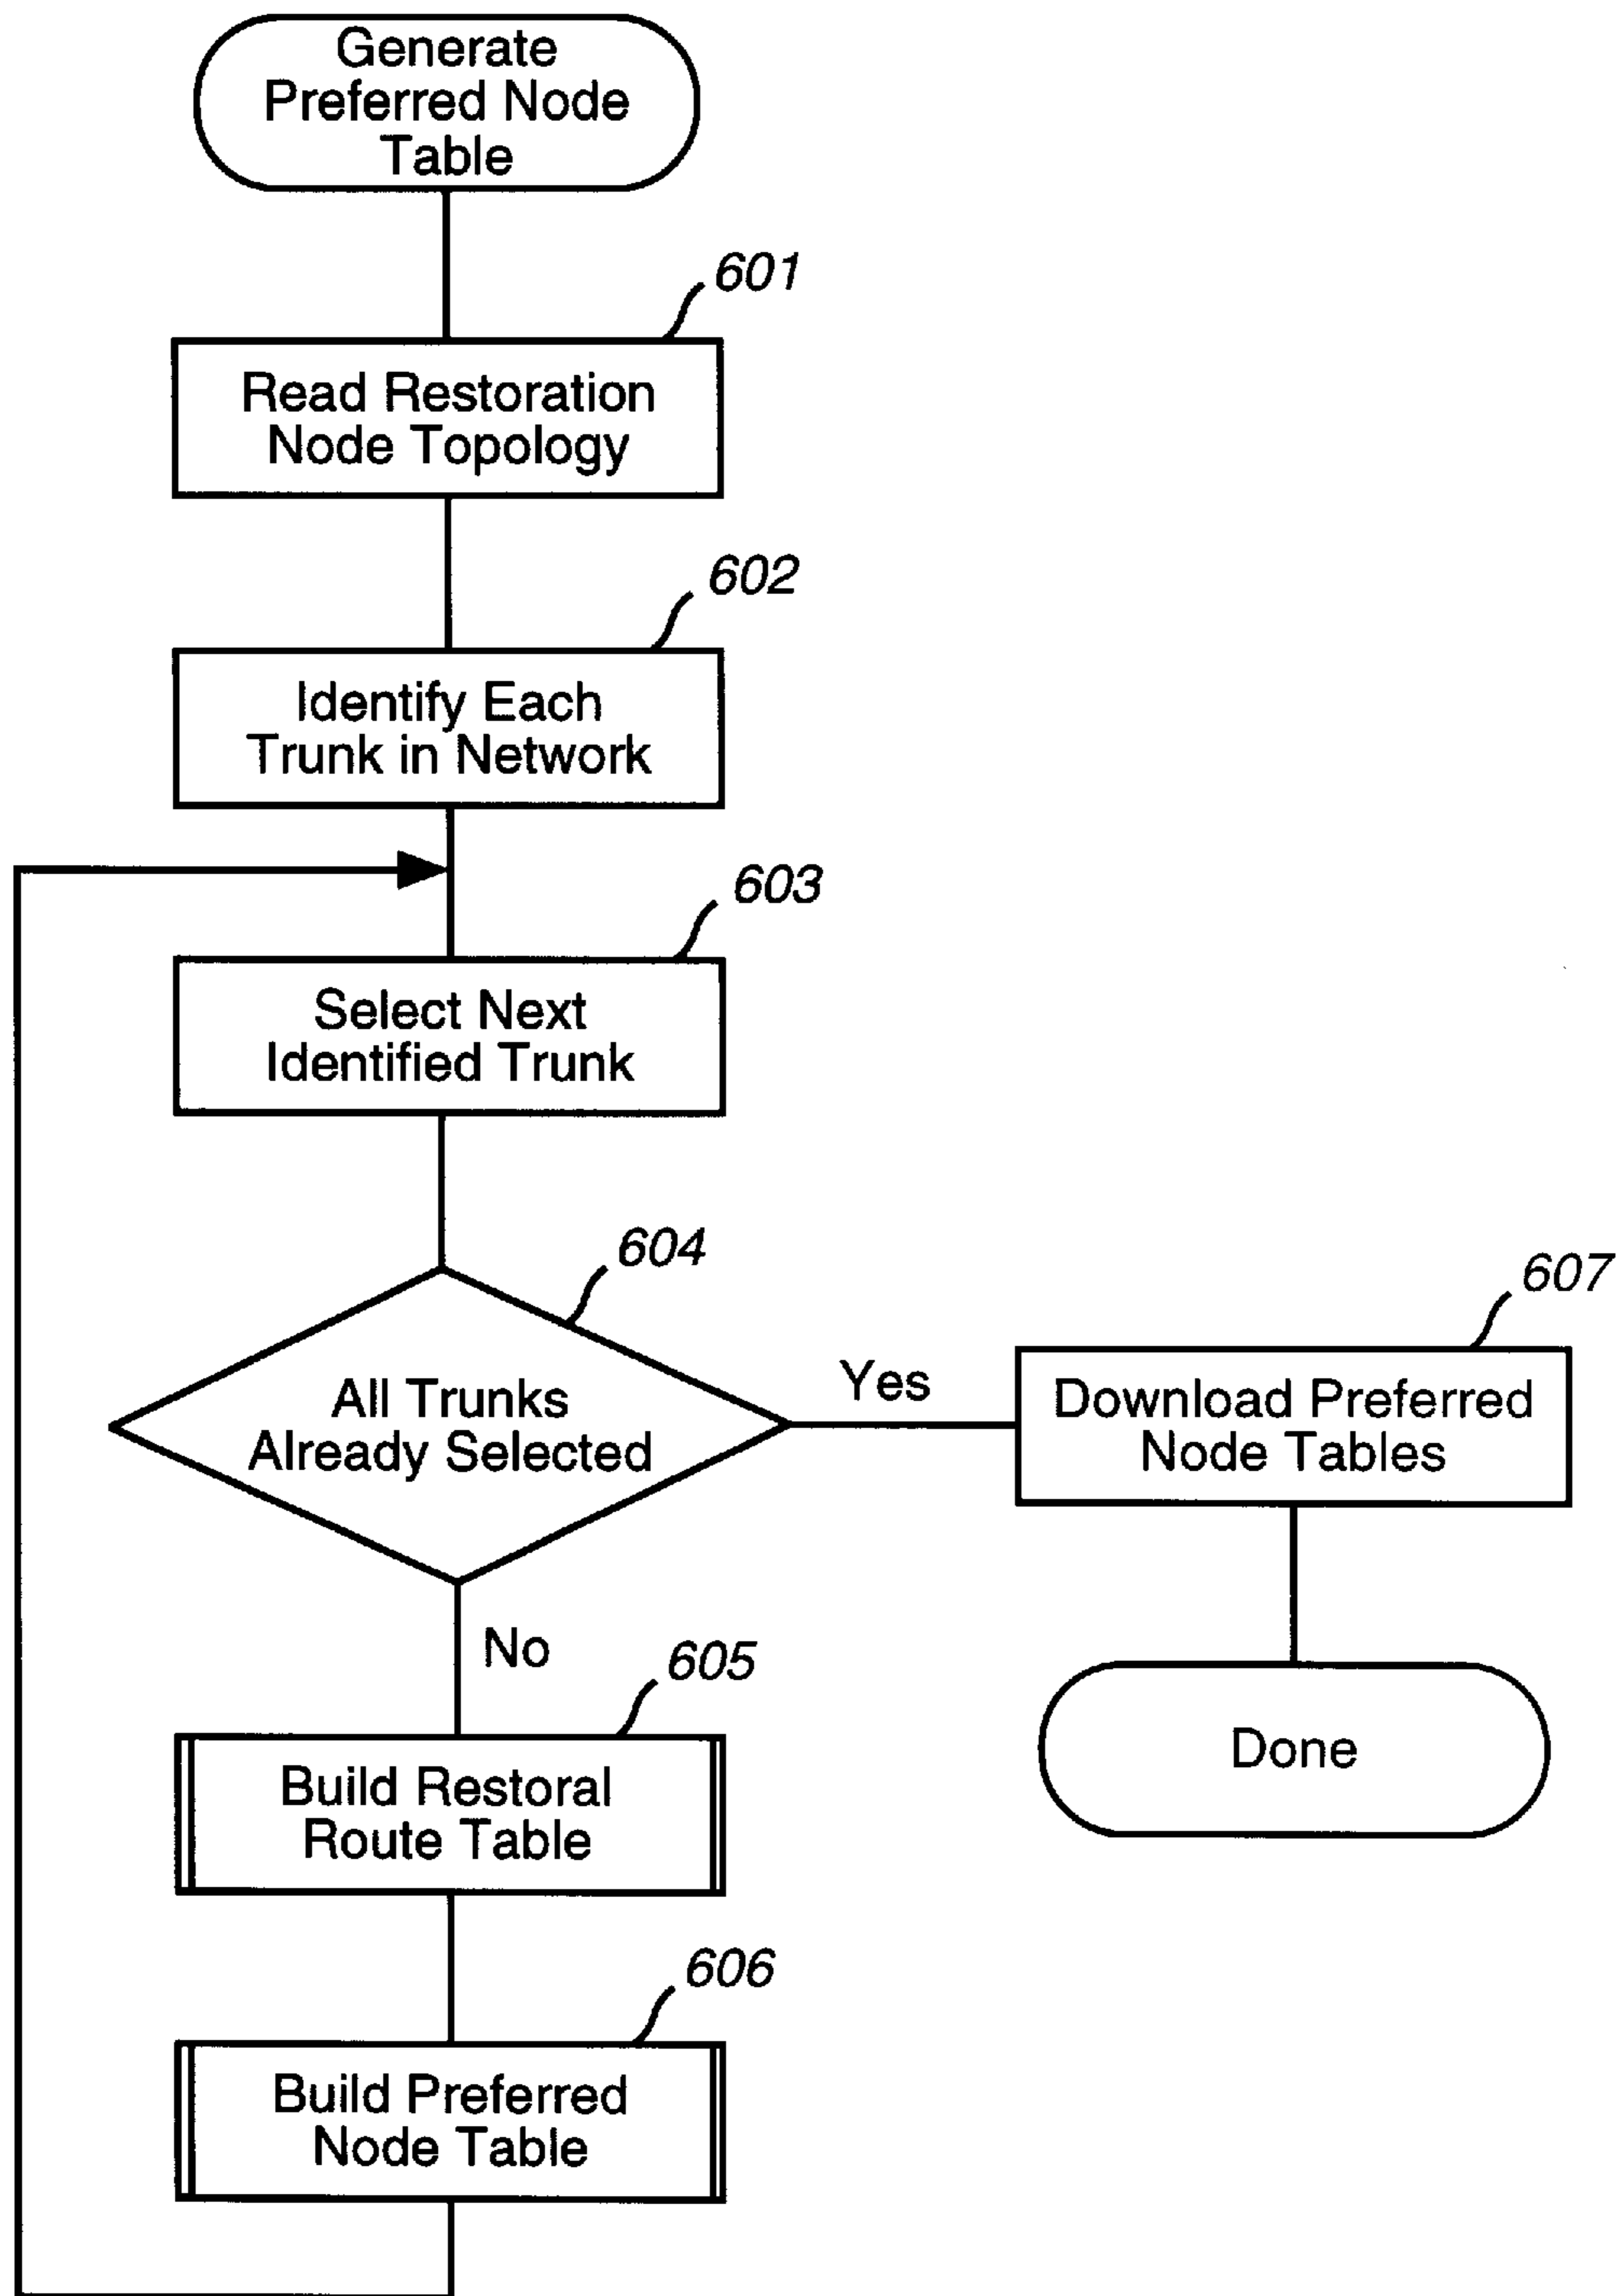 Generate
Preferred Node
Table
601
Read Restoration
Node Topology
602
Identify Each
Trunk in Network
603
Select Next
Identified Trunk
604
All Trunks
Already Selected
Yes
607
Download Preferred
Node Tables
No
Done
605
Build Restoral
Route Table
606
Build Preferred
Node Table